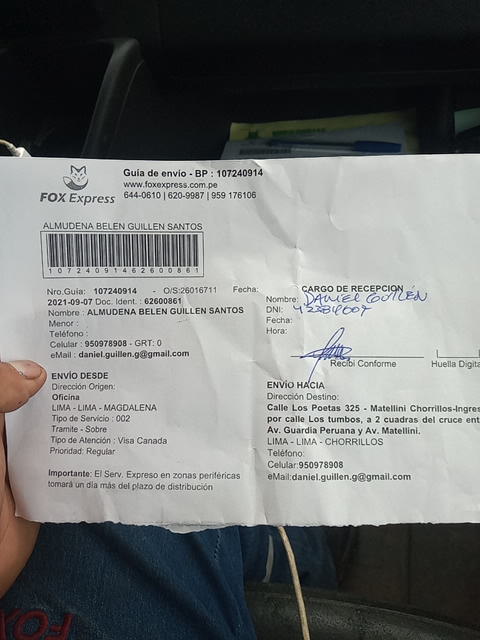 Guía de envío - BP : 107240914
www.foxexpress.com.pe
644-0610 | 620-9987 | 959 176106
FOX Express
ALMUDENA BELEN GUILLEN SANTOS
10724091462600861
Nro.Guía: 107240914 - O/S:26016711 Fecha:
2021-09-07 Doc. Ident. : 62600861
Nombre : ALMUDENA BELEN GUILLEN SANTOS
Menor :
Teléfono :
Celular : 950978908 - GRT: 0
eMail : daniel.guillen.g@gmail.com
CARGO DE RECEPCION
Nombre: DANIEL GUILLÉN
DNI:
Fecha:
Hora:
Recibi Conforme
Huella Digita
ENVÍO DESDE
Dirección Origen:
Oficina
LIMA - LIMA - MAGDALENA
Tipo de Servicio : 002
Tramite - Sobre
Tipo de Atención : Visa Canada
Prioridad: Regular
Importante: El Serv. Expreso en zonas periféricas
tomará un día más del plazo de distribución
ENVÍO HACIA
Dirección Destino:
Calle Los Poetas 325 - Matellini Chorrillos-Ingres
por calle Los tumbos, a 2 cuadras del cruce ent
Av. Guardia Peruana y Av. Matellini.
LIMA - LIMA - CHORRILLOS
Teléfono:
Celular:950978908
eMail:daniel.guillen.g@gmail.com
FOX